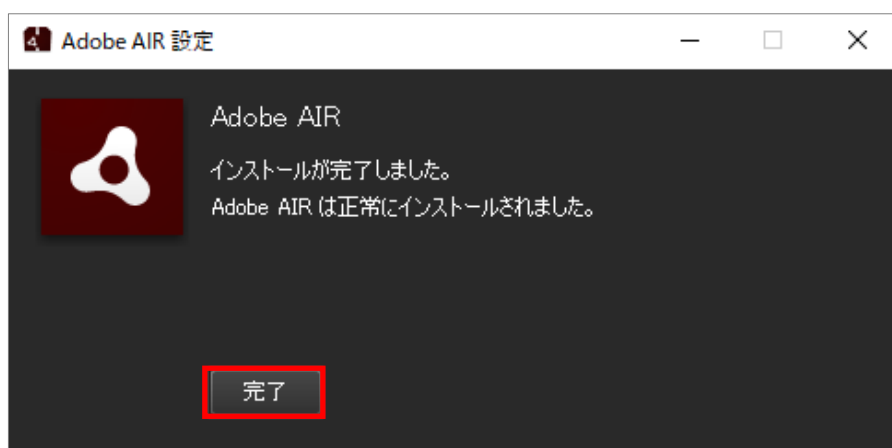 Adobe AIR 設定
Adobe AIR
インストールが完了しました。
Adobe AIR は正常にインストールされました。
完了